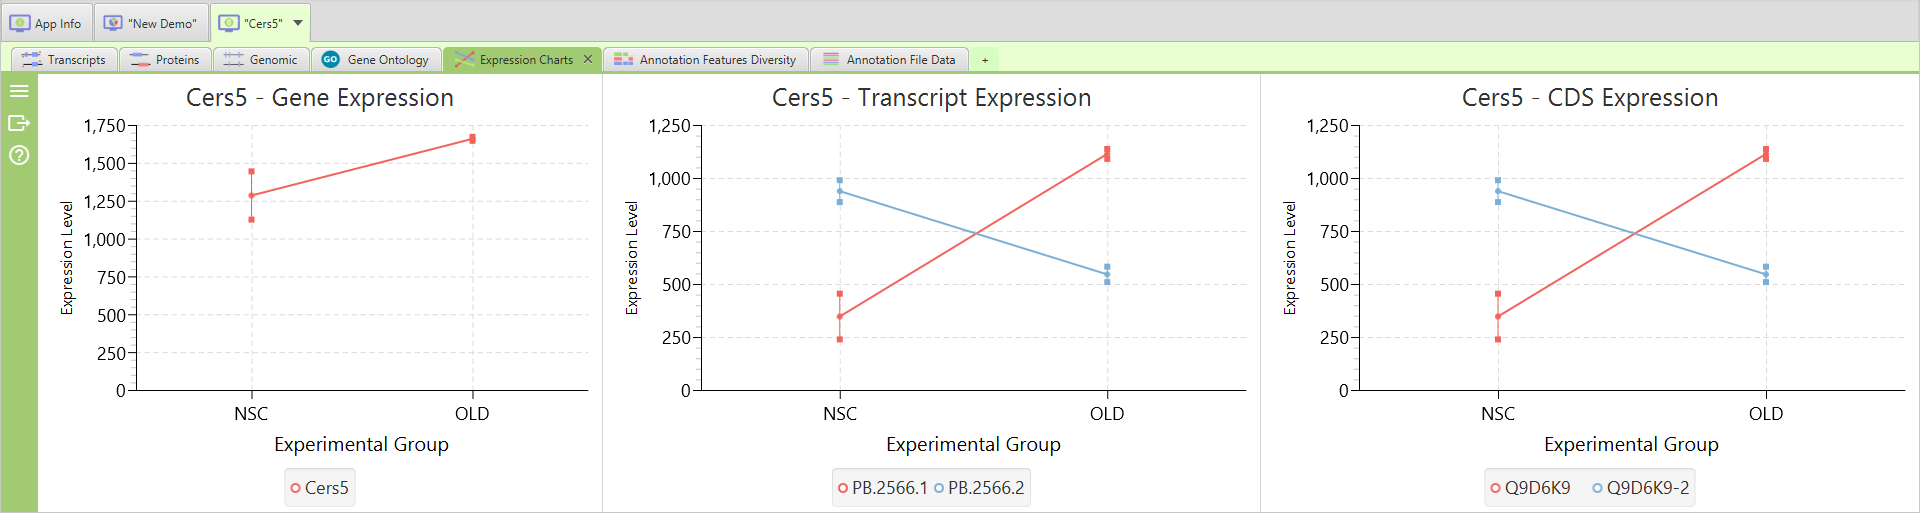 App Info "New Demo" "Cers5"
Transcripts Proteins Genomic GO Gene Ontology Expression Charts Annotation Features Diversity Annotation File Data +
Cers5 - Gene Expression
1,750
1,500
1,250
1,000
750
500
250
0
Expression Level
NSC OLD
Experimental Group
Cers5
Cers5 - Transcript Expression
1,250
1,000
750
500
250
0
Expression Level
NSC OLD
Experimental Group
PB.2566.1 PB.2566.2
Cers5 - CDS Expression
1,250
1,000
750
500
250
0
Expression Level
NSC OLD
Experimental Group
Q9D6K9 Q9D6K9-2